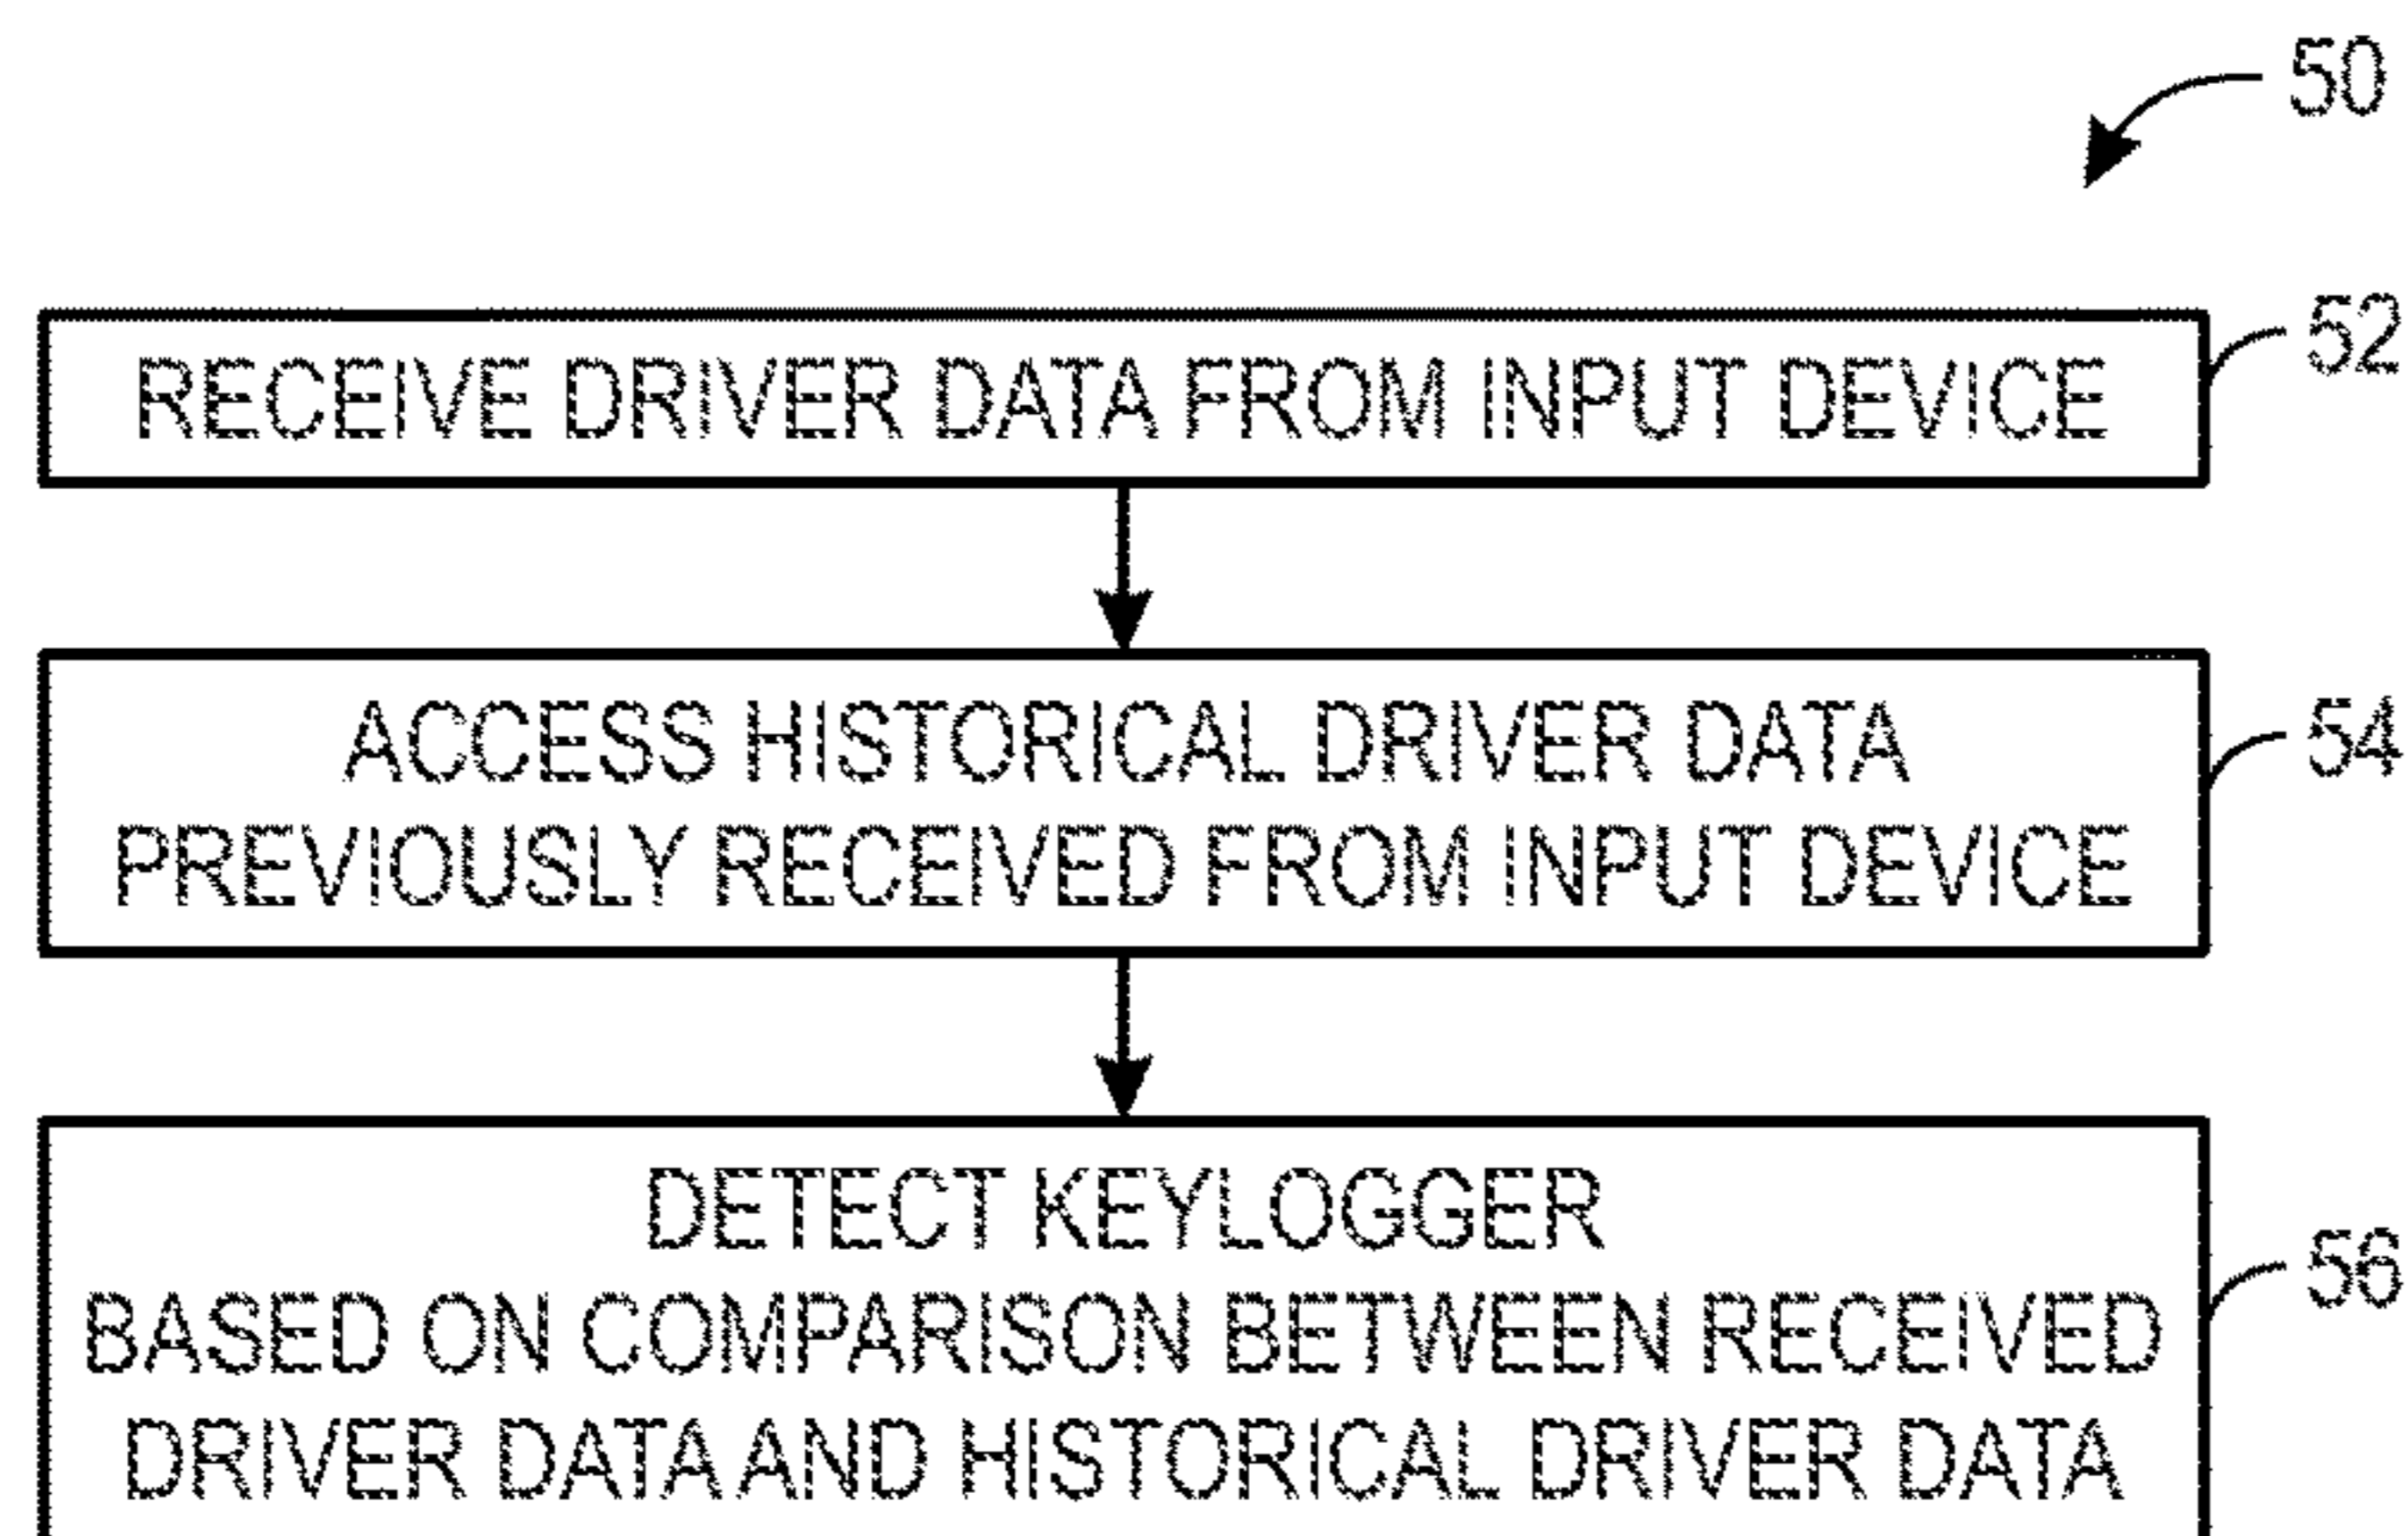 50
RECEIVE DRIVER DATA FROM INPUT DEVICE
52
ACCESS HISTORICAL DRIVER DATA
PREVIOUSLY RECEIVED FROM INPUT DEVICE
54
DETECT KEYLOGGER
BASED ON COMPARISON BETWEEN RECEIVED
DRIVER DATA AND HISTORICAL DRIVER DATA
56